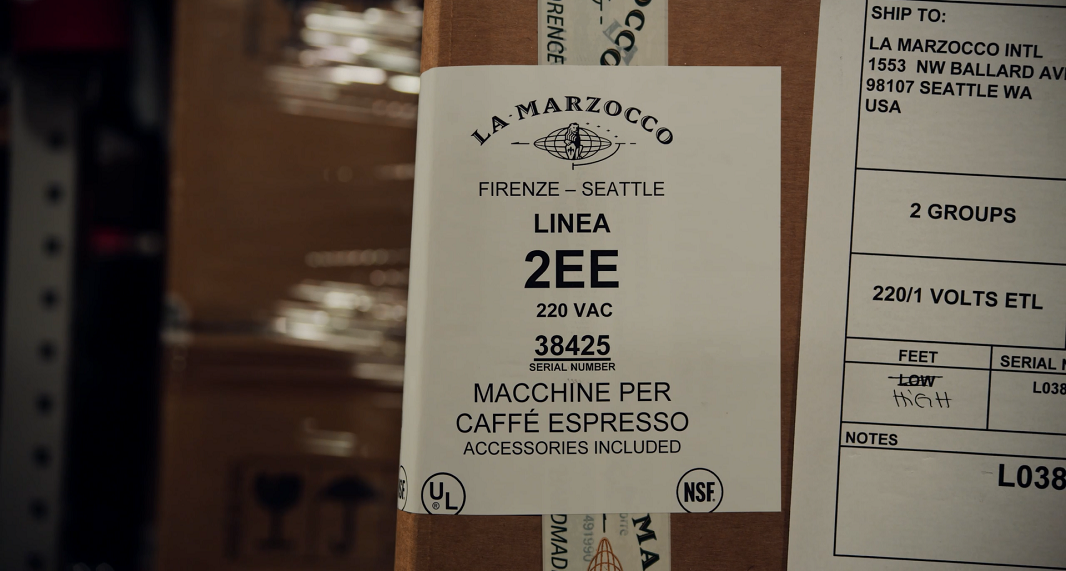 LA MARZOCCO
FIRENZE – SEATTLE
LINEA
2EE
220 VAC
38425
SERIAL NUMBER
MACCHINE PER
CAFFÉ ESPRESSO
ACCESSORIES INCLUDED
UL
®
NSF
SHIP TO:
LA MARZOCCO INTL
1553 NW BALLARD
98107 SEATTLE WA
USA
2 GROUPS
220/1 VOLTS ETL
FEET
LOW
HIGH
SERIAL
L038
NOTES
L038